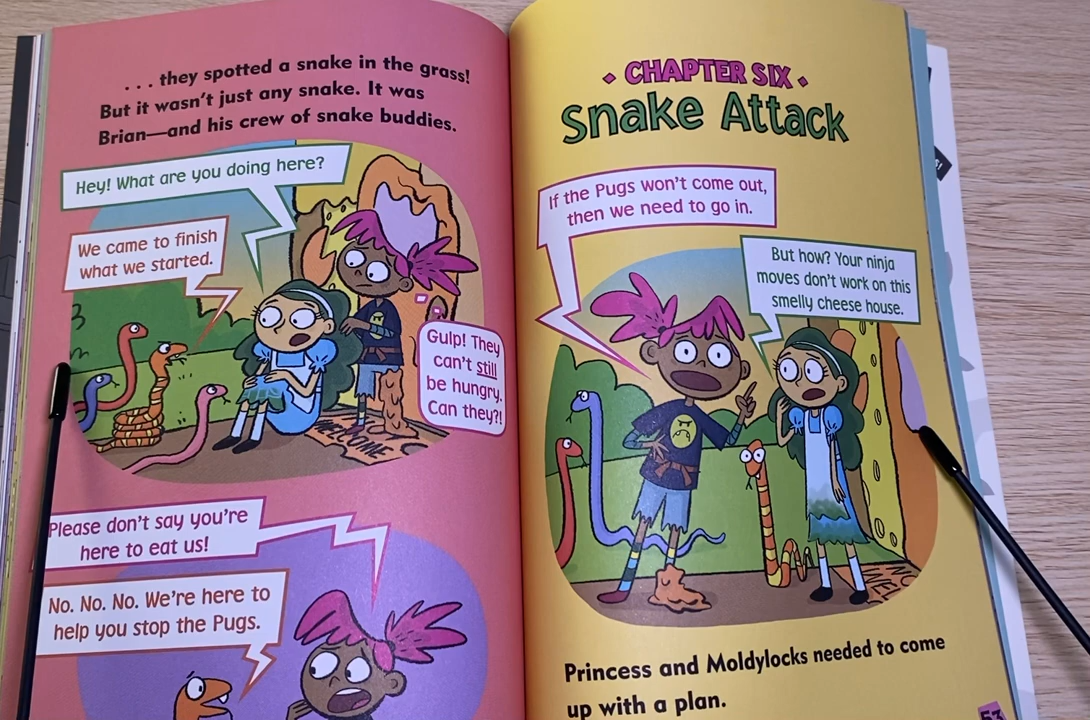 . . . they spotted a snake in the grass!
But it wasn't just any snake. It was
Brian—and his crew of snake buddies.
Hey! What are you doing here?
We came to finish
what we started.
Gulp! They
can't still
be hungry.
Can they?!
WELCOME
Please don't say you're
here to eat us!
No. No. No. We're here to
help you stop the Pugs.
CHAPTER SIX
Snake Attack
If the Pugs won't come out,
then we need to go in.
But how? Your ninja
moves don't work on this
smelly cheese house.
Princess and Moldylocks needed to come
up with a plan.